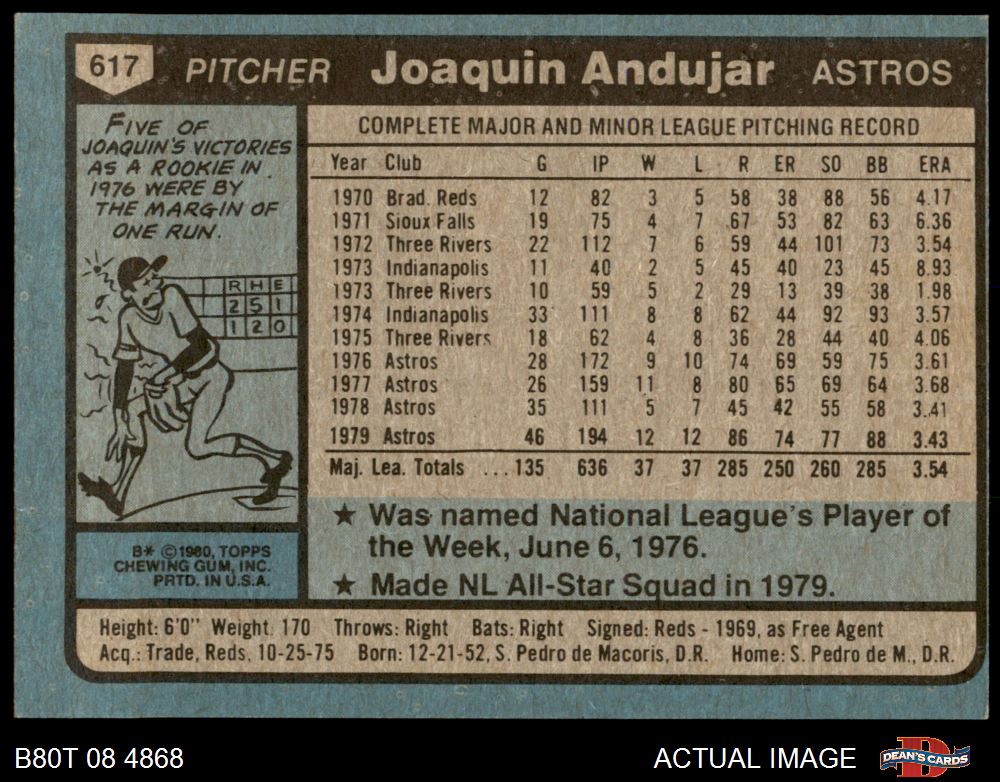 617 PITCHER Joaquin Andujar ASTROS
FIVE OF
JOAQUIN'S VICTORIES
AS A ROOKIE IN
1976 WERE BY
THE MARGIN OF
ONE RUN.
R H E
2 5 1
1 2 0
B* ©1980, TOPPS
CHEWING GUM, INC.
PRTD. IN U.S.A.
COMPLETE MAJOR AND MINOR LEAGUE PITCHING RECORD
Year Club G IP W L R ER SO BB ERA
1970 Brad. Reds 12 82 3 5 58 38 88 56 4.17
1971 Sioux Falls 19 75 4 7 67 53 82 63 6.36
1972 Three Rivers 22 112 7 6 59 44 101 73 3.54
1973 Indianapolis 11 40 2 5 45 40 23 45 8.93
1973 Three Rivers 10 59 5 2 29 13 39 38 1.98
1974 Indianapolis 33 111 8 8 62 44 92 93 3.57
1975 Three Rivers 18 62 4 8 36 28 44 40 4.06
1976 Astros 28 172 9 10 74 69 59 75 3.61
1977 Astros 26 159 11 8 80 65 69 64 3.68
1978 Astros 35 111 5 7 45 42 55 58 3.41
1979 Astros 46 194 12 12 86 74 77 88 3.43
Maj. Lea. Totals ... 135 636 37 37 285 250 260 285 3.54
★ Was named National League's Player of
the Week, June 6, 1976.
★ Made NL All-Star Squad in 1979.
Height: 6'0" Weight: 170 Throws: Right Bats: Right Signed: Reds - 1969, as Free Agent
Acq.: Trade, Reds, 10-25-75 Born: 12-21-52, S. Pedro de Macoris, D.R. Home: S. Pedro de M., D.R.
B80T 08 4868 ACTUAL IMAGE DEAN'S CARDS